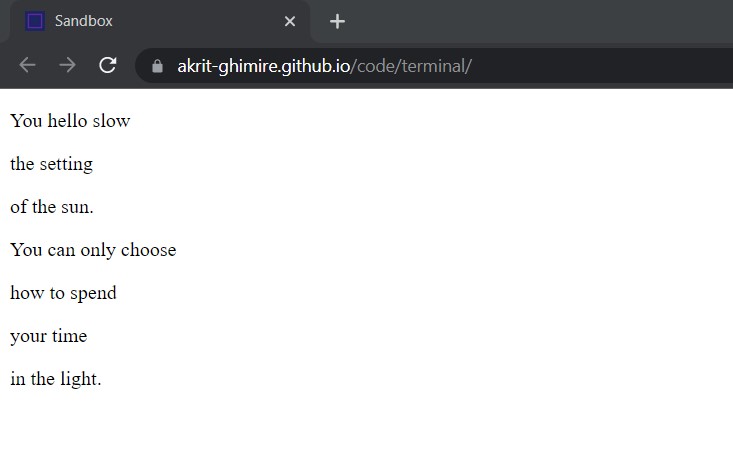 Sandbox
akrit-ghimire.github.io/code/terminal/
You hello slow
the setting
of the sun.
You can only choose
how to spend
your time
in the light.